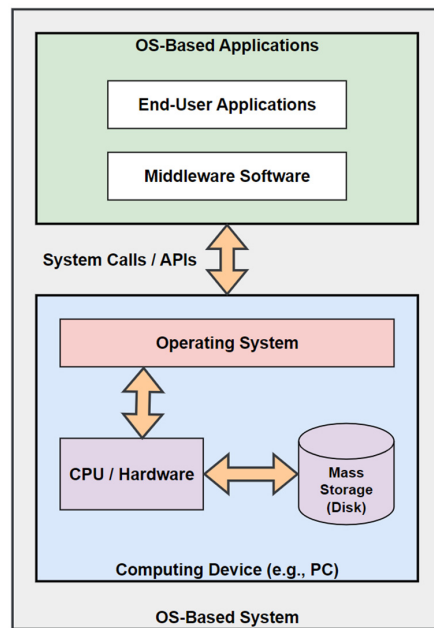 OS-Based Applications
End-User Applications
Middleware Software
System Calls / APIs
Operating System
CPU / Hardware
Mass
Storage
(Disk)
Computing Device (e.g., PC)
OS-Based System